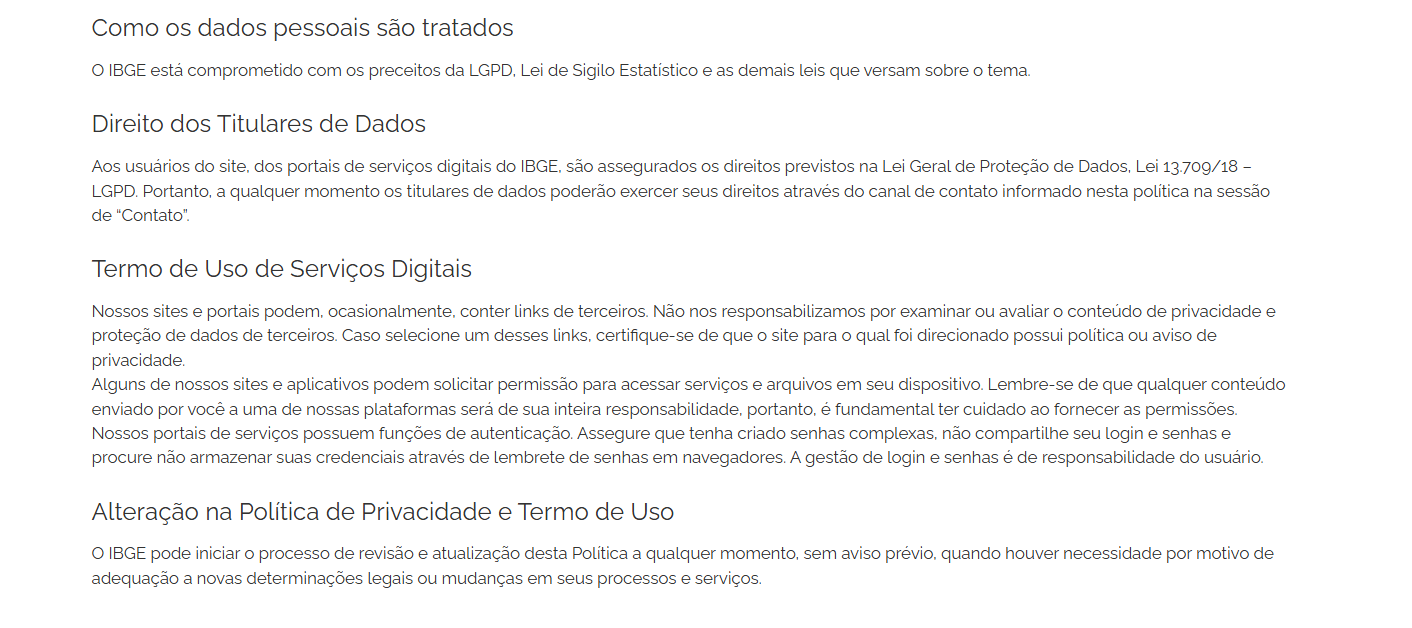 Como os dados pessoais são tratados
O IBGE está comprometido com os preceitos da LGPD, Lei de Sigilo Estatístico e as demais leis que versam sobre o tema.
Direito dos Titulares de Dados
Aos usuários do site, dos portais de serviços digitais do IBGE, são assegurados os direitos previstos na Lei Geral de Proteção de Dados, Lei 13.709/18 –
LGPD. Portanto, a qualquer momento os titulares de dados poderão exercer seus direitos através do canal de contato informado nesta política na sessão
de “Contato”.
Termo de Uso de Serviços Digitais
Nossos sites e portais podem, ocasionalmente, conter links de terceiros. Não nos responsabilizamos por examinar ou avaliar o conteúdo de privacidade e
proteção de dados de terceiros. Caso selecione um desses links, certifique-se de que o site para o qual foi direcionado possui política ou aviso de
privacidade.
Alguns de nossos sites e aplicativos podem solicitar permissão para acessar serviços e arquivos em seu dispositivo. Lembre-se de que qualquer conteúdo
enviado por você a uma de nossas plataformas será de sua inteira responsabilidade, portanto, é fundamental ter cuidado ao fornecer as permissões.
Nossos portais de serviços possuem funções de autenticação. Assegure que tenha criado senhas complexas, não compartilhe seu login e senhas e
procure não armazenar suas credenciais através de lembrete de senhas em navegadores. A gestão de login e senhas é de responsabilidade do usuário.
Alteração na Política de Privacidade e Termo de Uso
O IBGE pode iniciar o processo de revisão e atualização desta Política a qualquer momento, sem aviso prévio, quando houver necessidade por motivo de
adequação a novas determinações legais ou mudanças em seus processos e serviços.